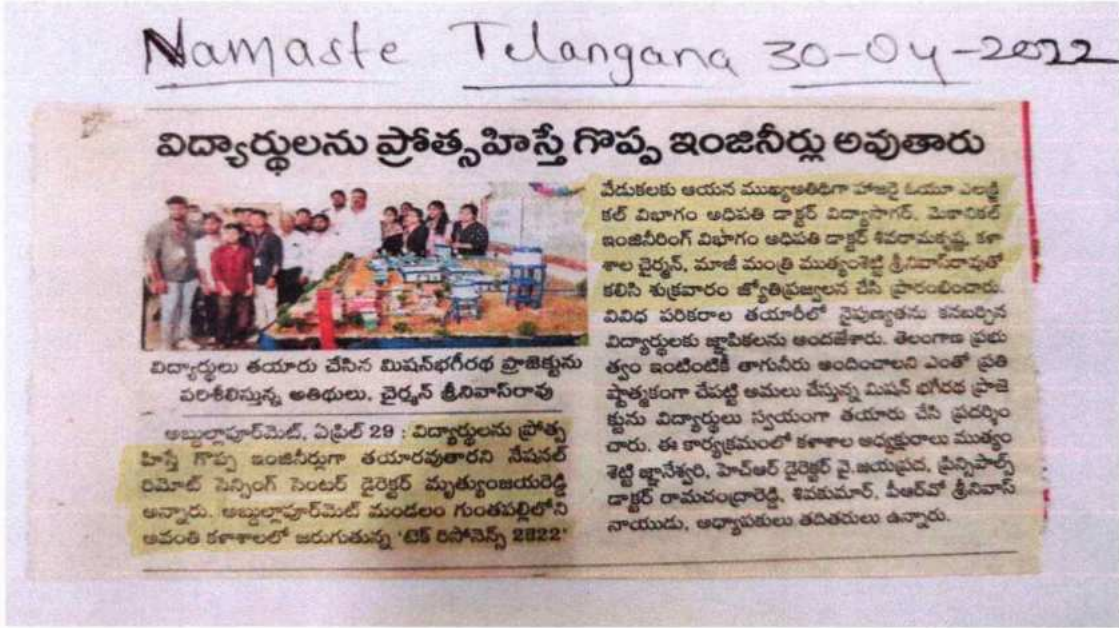 Namaste Telangana 30-04-2022
విద్యార్థులను ప్రోత్సహిస్తే గొప్ప ఇంజినీర్లు అవుతారు
విద్యార్థులు తయారు చేసిన మిషన్‌భగీరథ ప్రాజెక్టును
పరిశీలిస్తున్న అతిథులు, చైర్మన్ శ్రీనివాస్‌రావు
అబ్దుల్లాపూర్‌మెట్, ఏప్రిల్ 29 : విద్యార్థులను ప్రోత్స
హిస్తే గొప్ప ఇంజినీర్లుగా తయారవుతారని నేషనల్
రిమోట్ సెన్సింగ్ సెంటర్ డైరెక్టర్ మృత్యుంజయరెడ్డి
అన్నారు. అబ్దుల్లాపూర్‌మెట్ మండలం గుంతపల్లిలోని
అవంతి కళాశాలలో జరుగుతున్న 'టెక్ రిసోనెన్స్ 2022'
వేడుకలకు ఆయన ముఖ్యఅతిథిగా హాజరై ఓయూ ఎలక్ట్రి
కల్ విభాగం అధిపతి డాక్టర్ విద్యాసాగర్, మెకానికల్
ఇంజినీరింగ్ విభాగం అధిపతి డాక్టర్ శివరామకృష్ణ, కళా
శాల చైర్మన్, మాజీ మంత్రి ముత్యంశెట్టి శ్రీనివాస్‌రావుతో
కలిసి శుక్రవారం జ్యోతిప్రజ్వలన చేసి ప్రారంభించారు.
వివిధ పరికరాల తయారీలో నైపుణ్యతను కనబర్చిన
విద్యార్థులకు జ్ఞాపికలను అందజేశారు. తెలంగాణ ప్రభు
త్వం ఇంటింటికీ తాగునీరు అందించాలని ఎంతో ప్రతి
ష్టాత్మకంగా చేపట్టి అమలు చేస్తున్న మిషన్ భగీరథ ప్రాజె
క్టును విద్యార్థులు స్వయంగా తయారు చేసి ప్రదర్శిం
చారు. ఈ కార్యక్రమంలో కళాశాల అధ్యక్షురాలు ముత్యం
శెట్టి జ్ఞానేశ్వరి, హెచ్ఆర్ డైరెక్టర్ వై.జయప్రద, ప్రిన్సిపాల్స్
డాక్టర్ రామచంద్రారెడ్డి, శివకుమార్, పీఆర్‌వో శ్రీనివాస్
నాయుడు, అధ్యాపకులు తదితరులు ఉన్నారు.